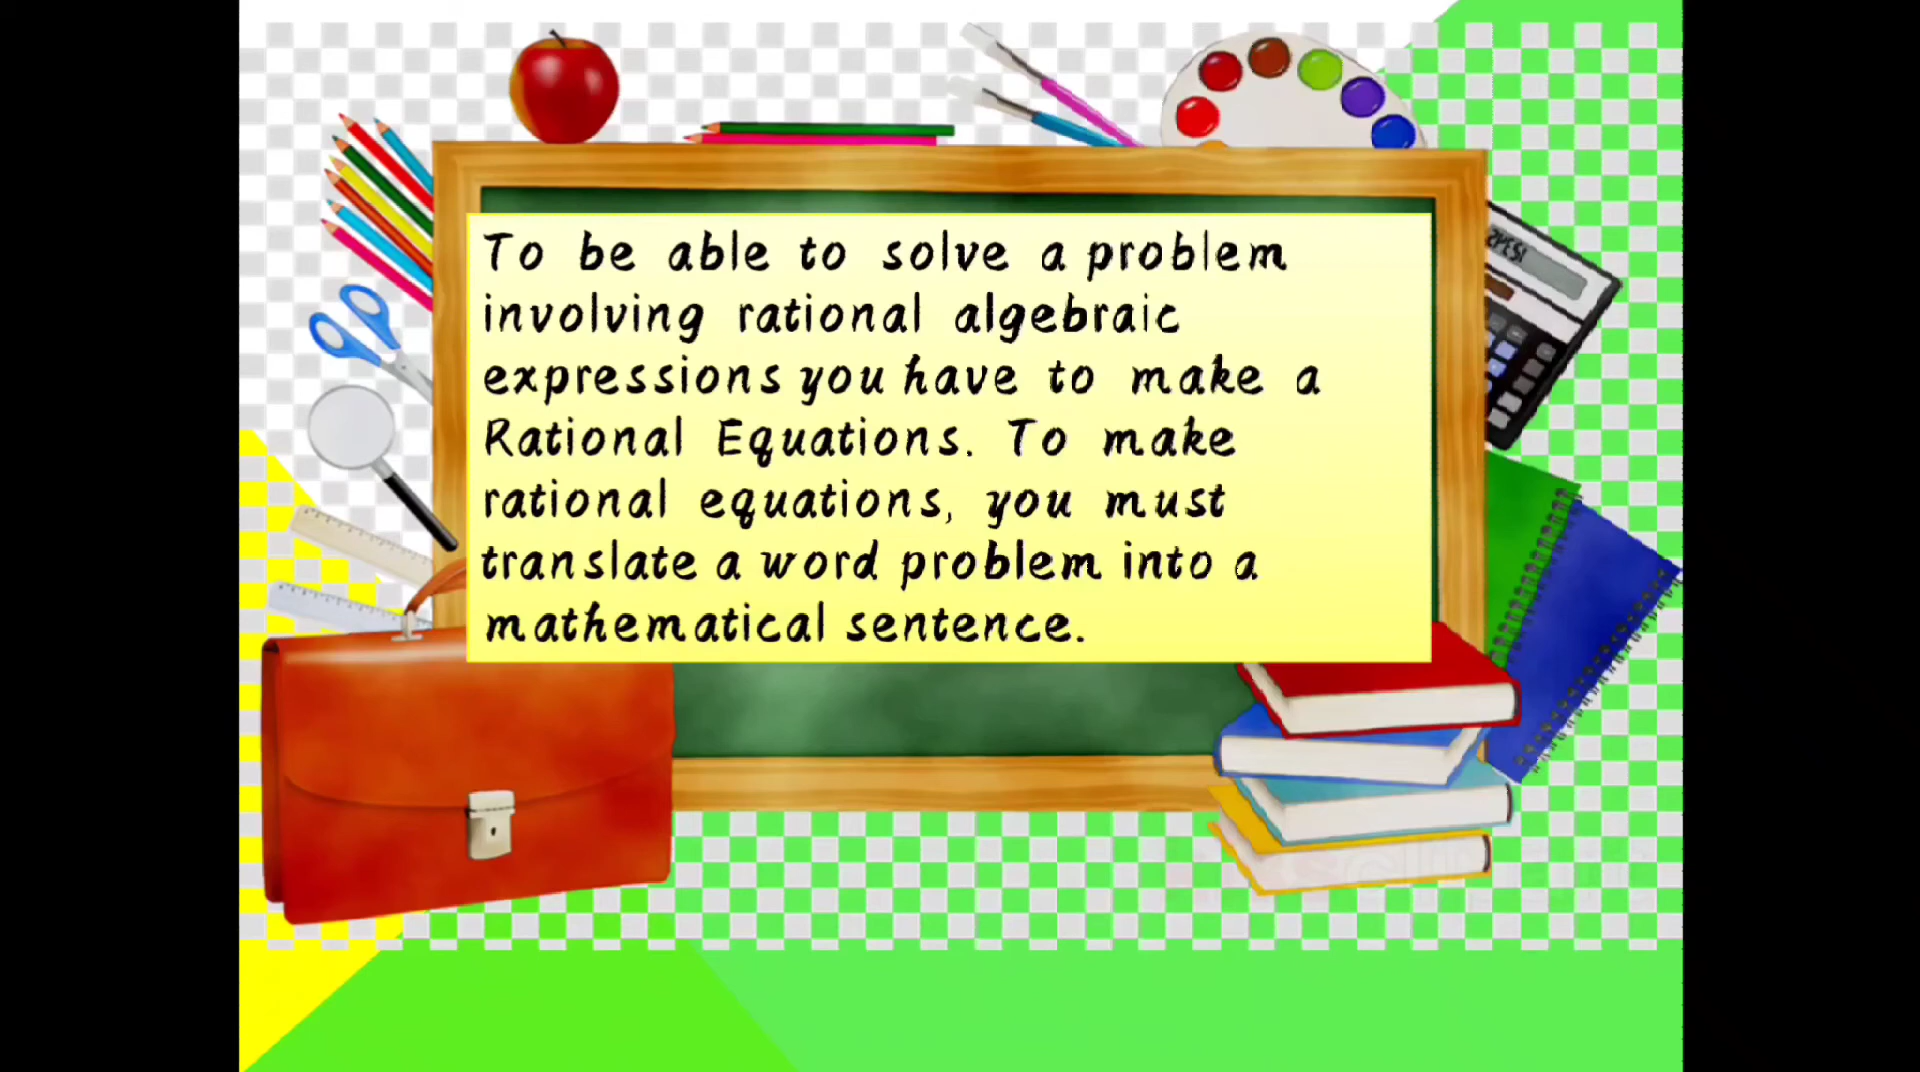 To be able to solve a problem
involving rational algebraic
expressions you have to make a
Rational Equations. To make
rational equations, you must
translate a word problem into a
mathematical sentence.